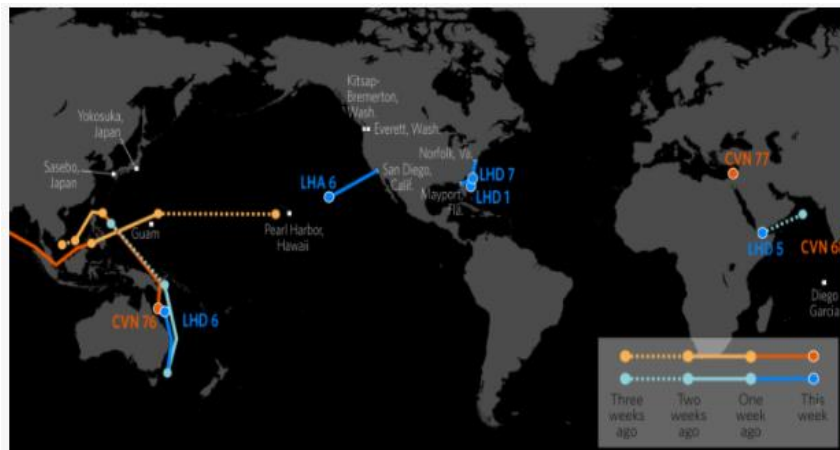 Kitsap-
Bremerton,
Wash.
Everett, Wash.
Yokosuka,
Japan
Sasebo,
Japan
Norfolk, Va.
LHD 7
San Diego,
Calif.
LHA 6
Mayport,
Fla.
LHD 1
CVN 77
Guam
Pearl Harbor,
Hawaii
LHD 5
CVN 68
Diego
Garcia
CVN 76
LHD 6
Three
weeks
ago
Two
weeks
ago
One
week
ago
This
week